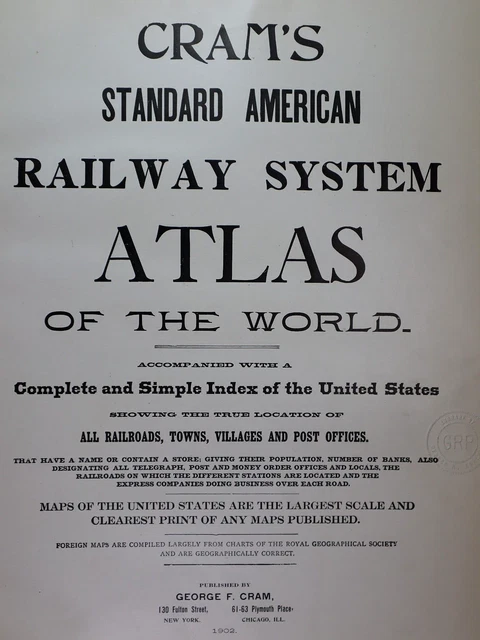 CRAM'S
STANDARD AMERICAN
RAILWAY SYSTEM
ATLAS
OF THE WORLD.
ACCOMPANIED WITH A
Complete and Simple Index of the United States
SHOWING THE TRUE LOCATION OF
ALL RAILROADS, TOWNS, VILLAGES AND POST OFFICES.
THAT HAVE A NAME OR CONTAIN A STORE; GIVING THEIR POPULATION, NUMBER OF BANKS, ALSO
DESIGNATING ALL TELEGRAPH, POST AND MONEY ORDER OFFICES AND LOCALS, THE
RAILROADS ON WHICH THE DIFFERENT STATIONS ARE LOCATED AND THE
EXPRESS COMPANIES DOING BUSINESS OVER EACH ROAD.
MAPS OF THE UNITED STATES ARE THE LARGEST SCALE AND
CLEAREST PRINT OF ANY MAPS PUBLISHED.
FOREIGN MAPS ARE COMPILED LARGELY FROM CHARTS OF THE ROYAL GEOGRAPHICAL SOCIETY
AND ARE GEOGRAPHICALLY CORRECT.
PUBLISHED BY
GEORGE F. CRAM,
130 Fulton Street, 61-63 Plymouth Place,
NEW YORK. CHICAGO, ILL.
1902.
GRP